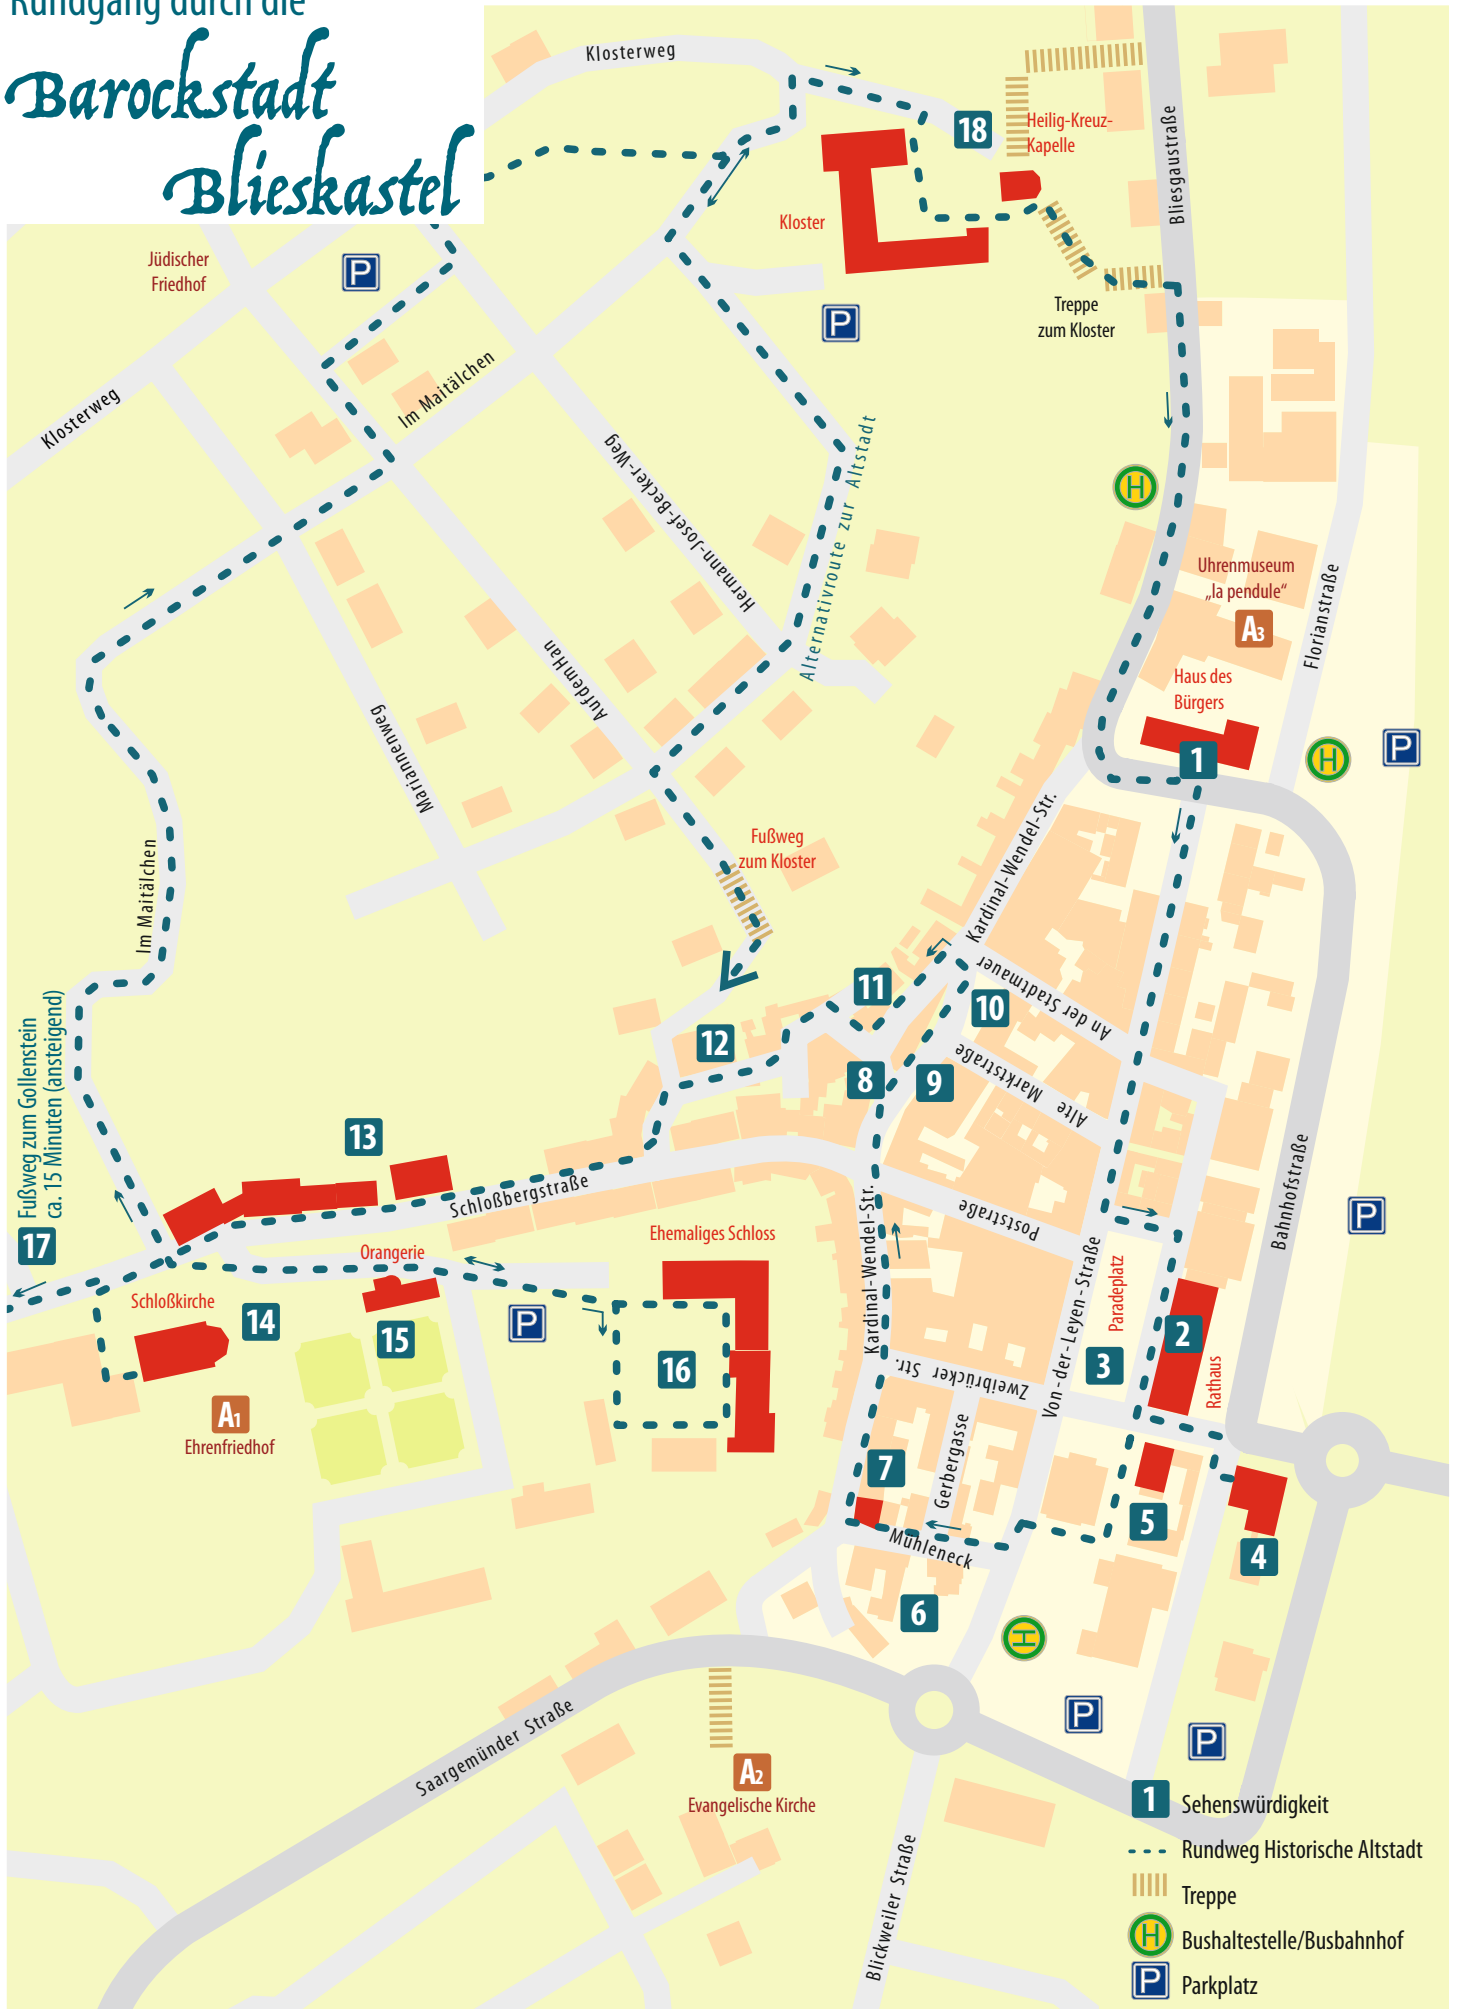 Rundgang durch die
Barockstadt
Blieskastel
Klosterweg
18
Heilig-Kreuz-
Kapelle
Bliesgaustraße
Kloster
Jüdischer
Friedhof
P
P
Treppe
zum Kloster
Im Maitälchen
Klosterweg
Hermann-Josef-Becker-Weg
Alternativroute zur Altstadt
H
Uhrenmuseum
„la pendule“
A3
Florianstraße
Haus des
Bürgers
1
H
P
Auf dem Han
Mariannenweg
Fußweg
zum Kloster
Kardinal-Wendel-Str.
Im Maitälchen
11
An der Stadtmauer
10
12
8
9
Alte Marktstraße
Fußweg zum Gollenstein
ca. 15 Minuten (ansteigend)
13
Schloßbergstraße
17
Bahnhofstraße
P
Poststraße
Kardinal-Wendel-Str.
Ehemaliges Schloss
Orangerie
Von-der-Leyen-Straße
Paradeplatz
Schloßkirche
14
15
P
16
2
3
Rathaus
Zweibrücker Str.
A1
Ehrenfriedhof
7
Gerbergasse
5
4
Mühleneck
6
H
P
P
Saargemünder Straße
A2
Evangelische Kirche
Blickweiler Straße
1 Sehenswürdigkeit
Rundweg Historische Altstadt
Treppe
H Bushaltestelle/Busbahnhof
P Parkplatz